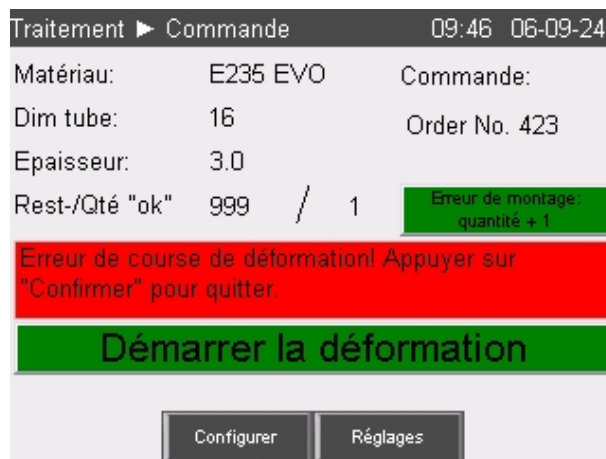 Traitement ► Commande 09:46 06-09-24
Matériau: E235 EVO Commande:
Dim tube: 16 Order No. 423
Epaisseur: 3.0
Rest-/Qté "ok" 999 / 1
Erreur de montage:
quantité + 1
Erreur de course de déformation! Appuyer sur
"Confirmer" pour quitter.
Démarrer la déformation
Configurer Réglages